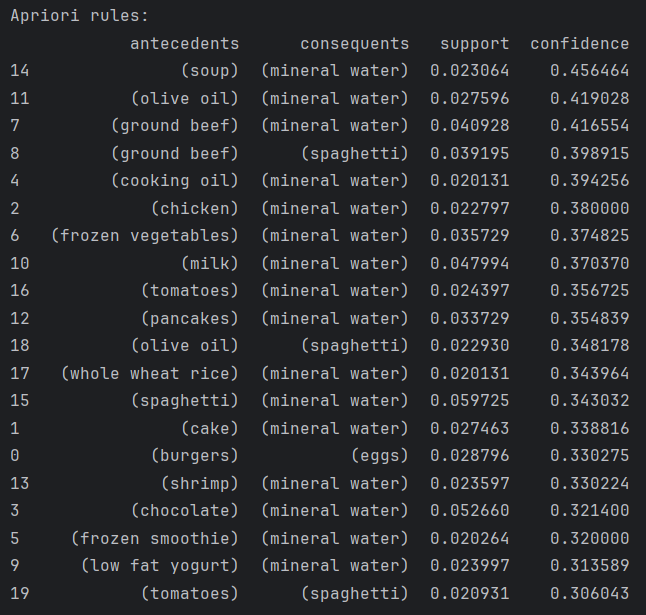 Apriori rules:
antecedents consequents support confidence
14 (soup) (mineral water) 0.023064 0.456464
11 (olive oil) (mineral water) 0.027596 0.419028
7 (ground beef) (mineral water) 0.040928 0.416554
8 (ground beef) (spaghetti) 0.039195 0.398915
4 (cooking oil) (mineral water) 0.020131 0.394256
2 (chicken) (mineral water) 0.022797 0.380000
6 (frozen vegetables) (mineral water) 0.035729 0.374825
10 (milk) (mineral water) 0.047994 0.370370
16 (tomatoes) (mineral water) 0.024397 0.356725
12 (pancakes) (mineral water) 0.033729 0.354839
18 (olive oil) (spaghetti) 0.022930 0.348178
17 (whole wheat rice) (mineral water) 0.020131 0.343964
15 (spaghetti) (mineral water) 0.059725 0.343032
1 (cake) (mineral water) 0.027463 0.338816
0 (burgers) (eggs) 0.028796 0.330275
13 (shrimp) (mineral water) 0.023597 0.330224
3 (chocolate) (mineral water) 0.052660 0.321400
5 (frozen smoothie) (mineral water) 0.020264 0.320000
9 (low fat yogurt) (mineral water) 0.023997 0.313589
19 (tomatoes) (spaghetti) 0.020931 0.306043